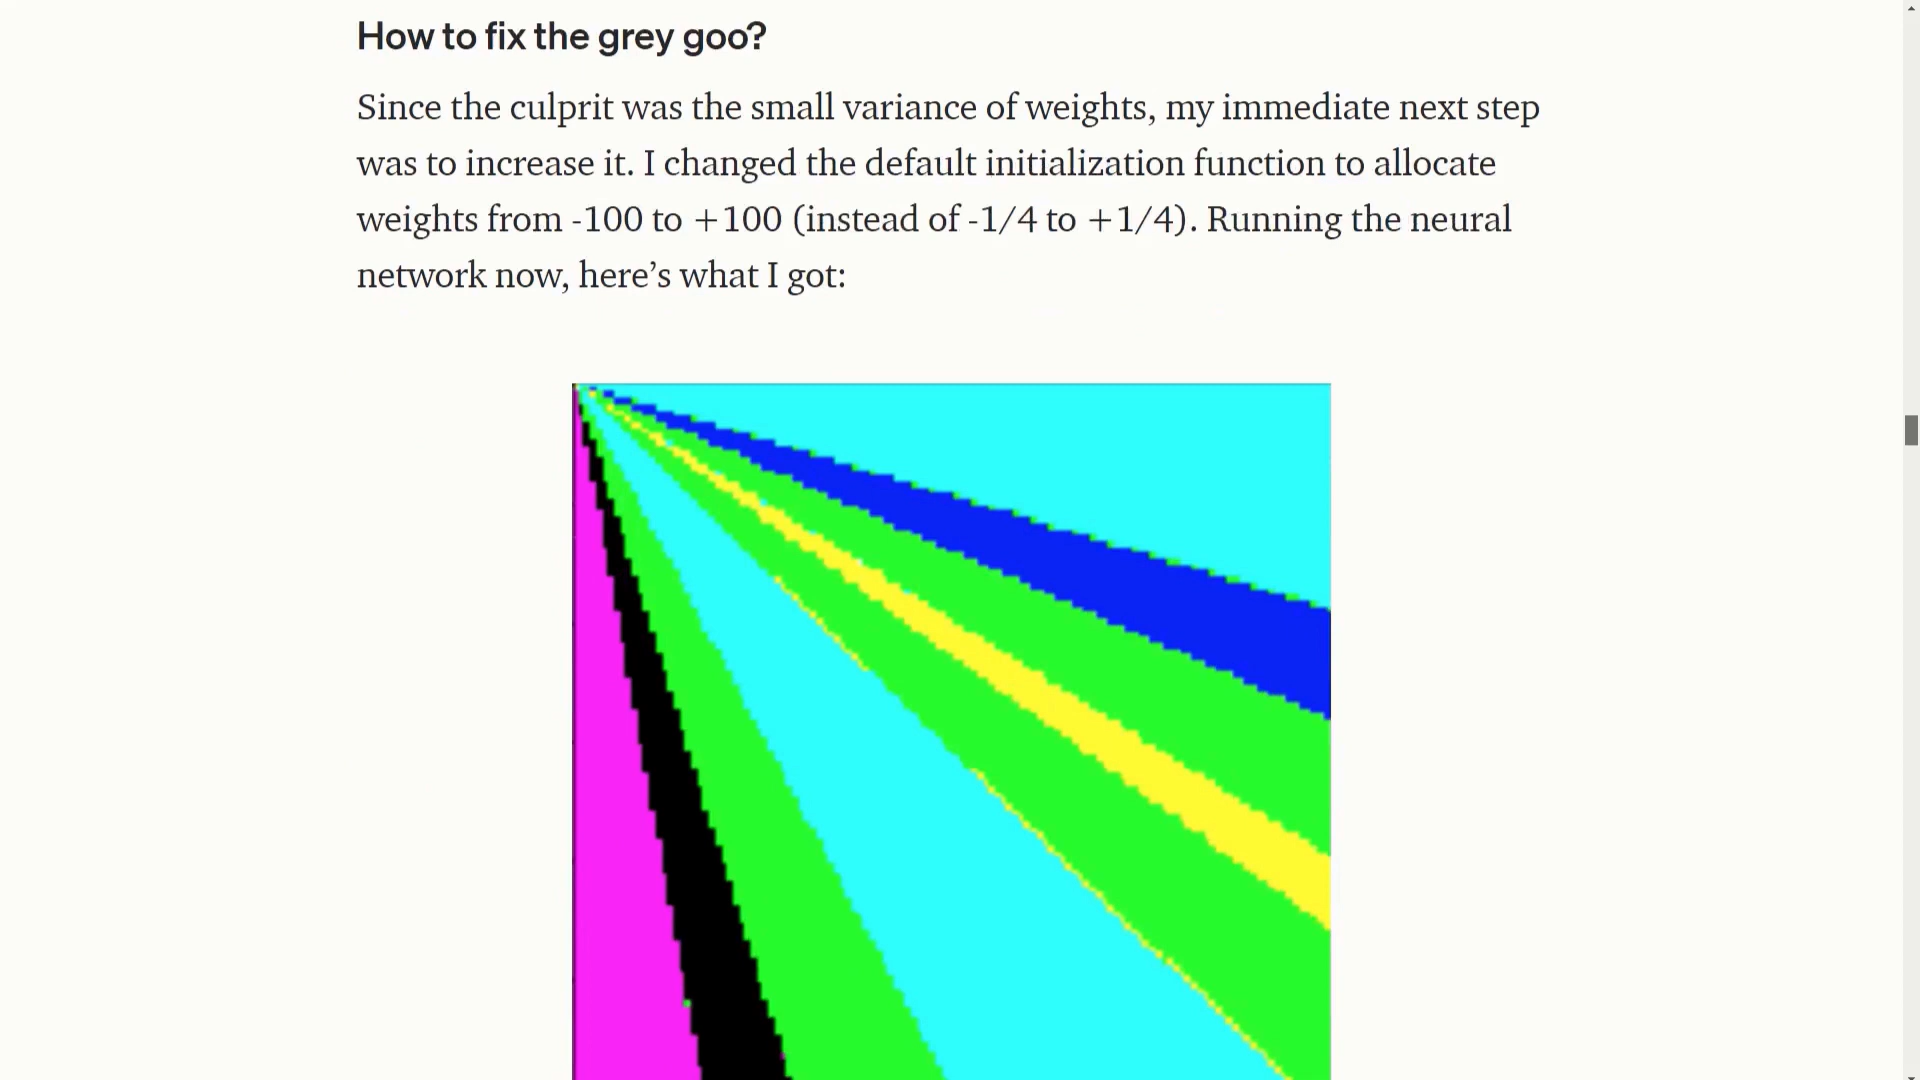 How to fix the grey goo?
Since the culprit was the small variance of weights, my immediate next step
was to increase it. I changed the default initialization function to allocate
weights from -100 to +100 (instead of -1/4 to +1/4). Running the neural
network now, here’s what I got: